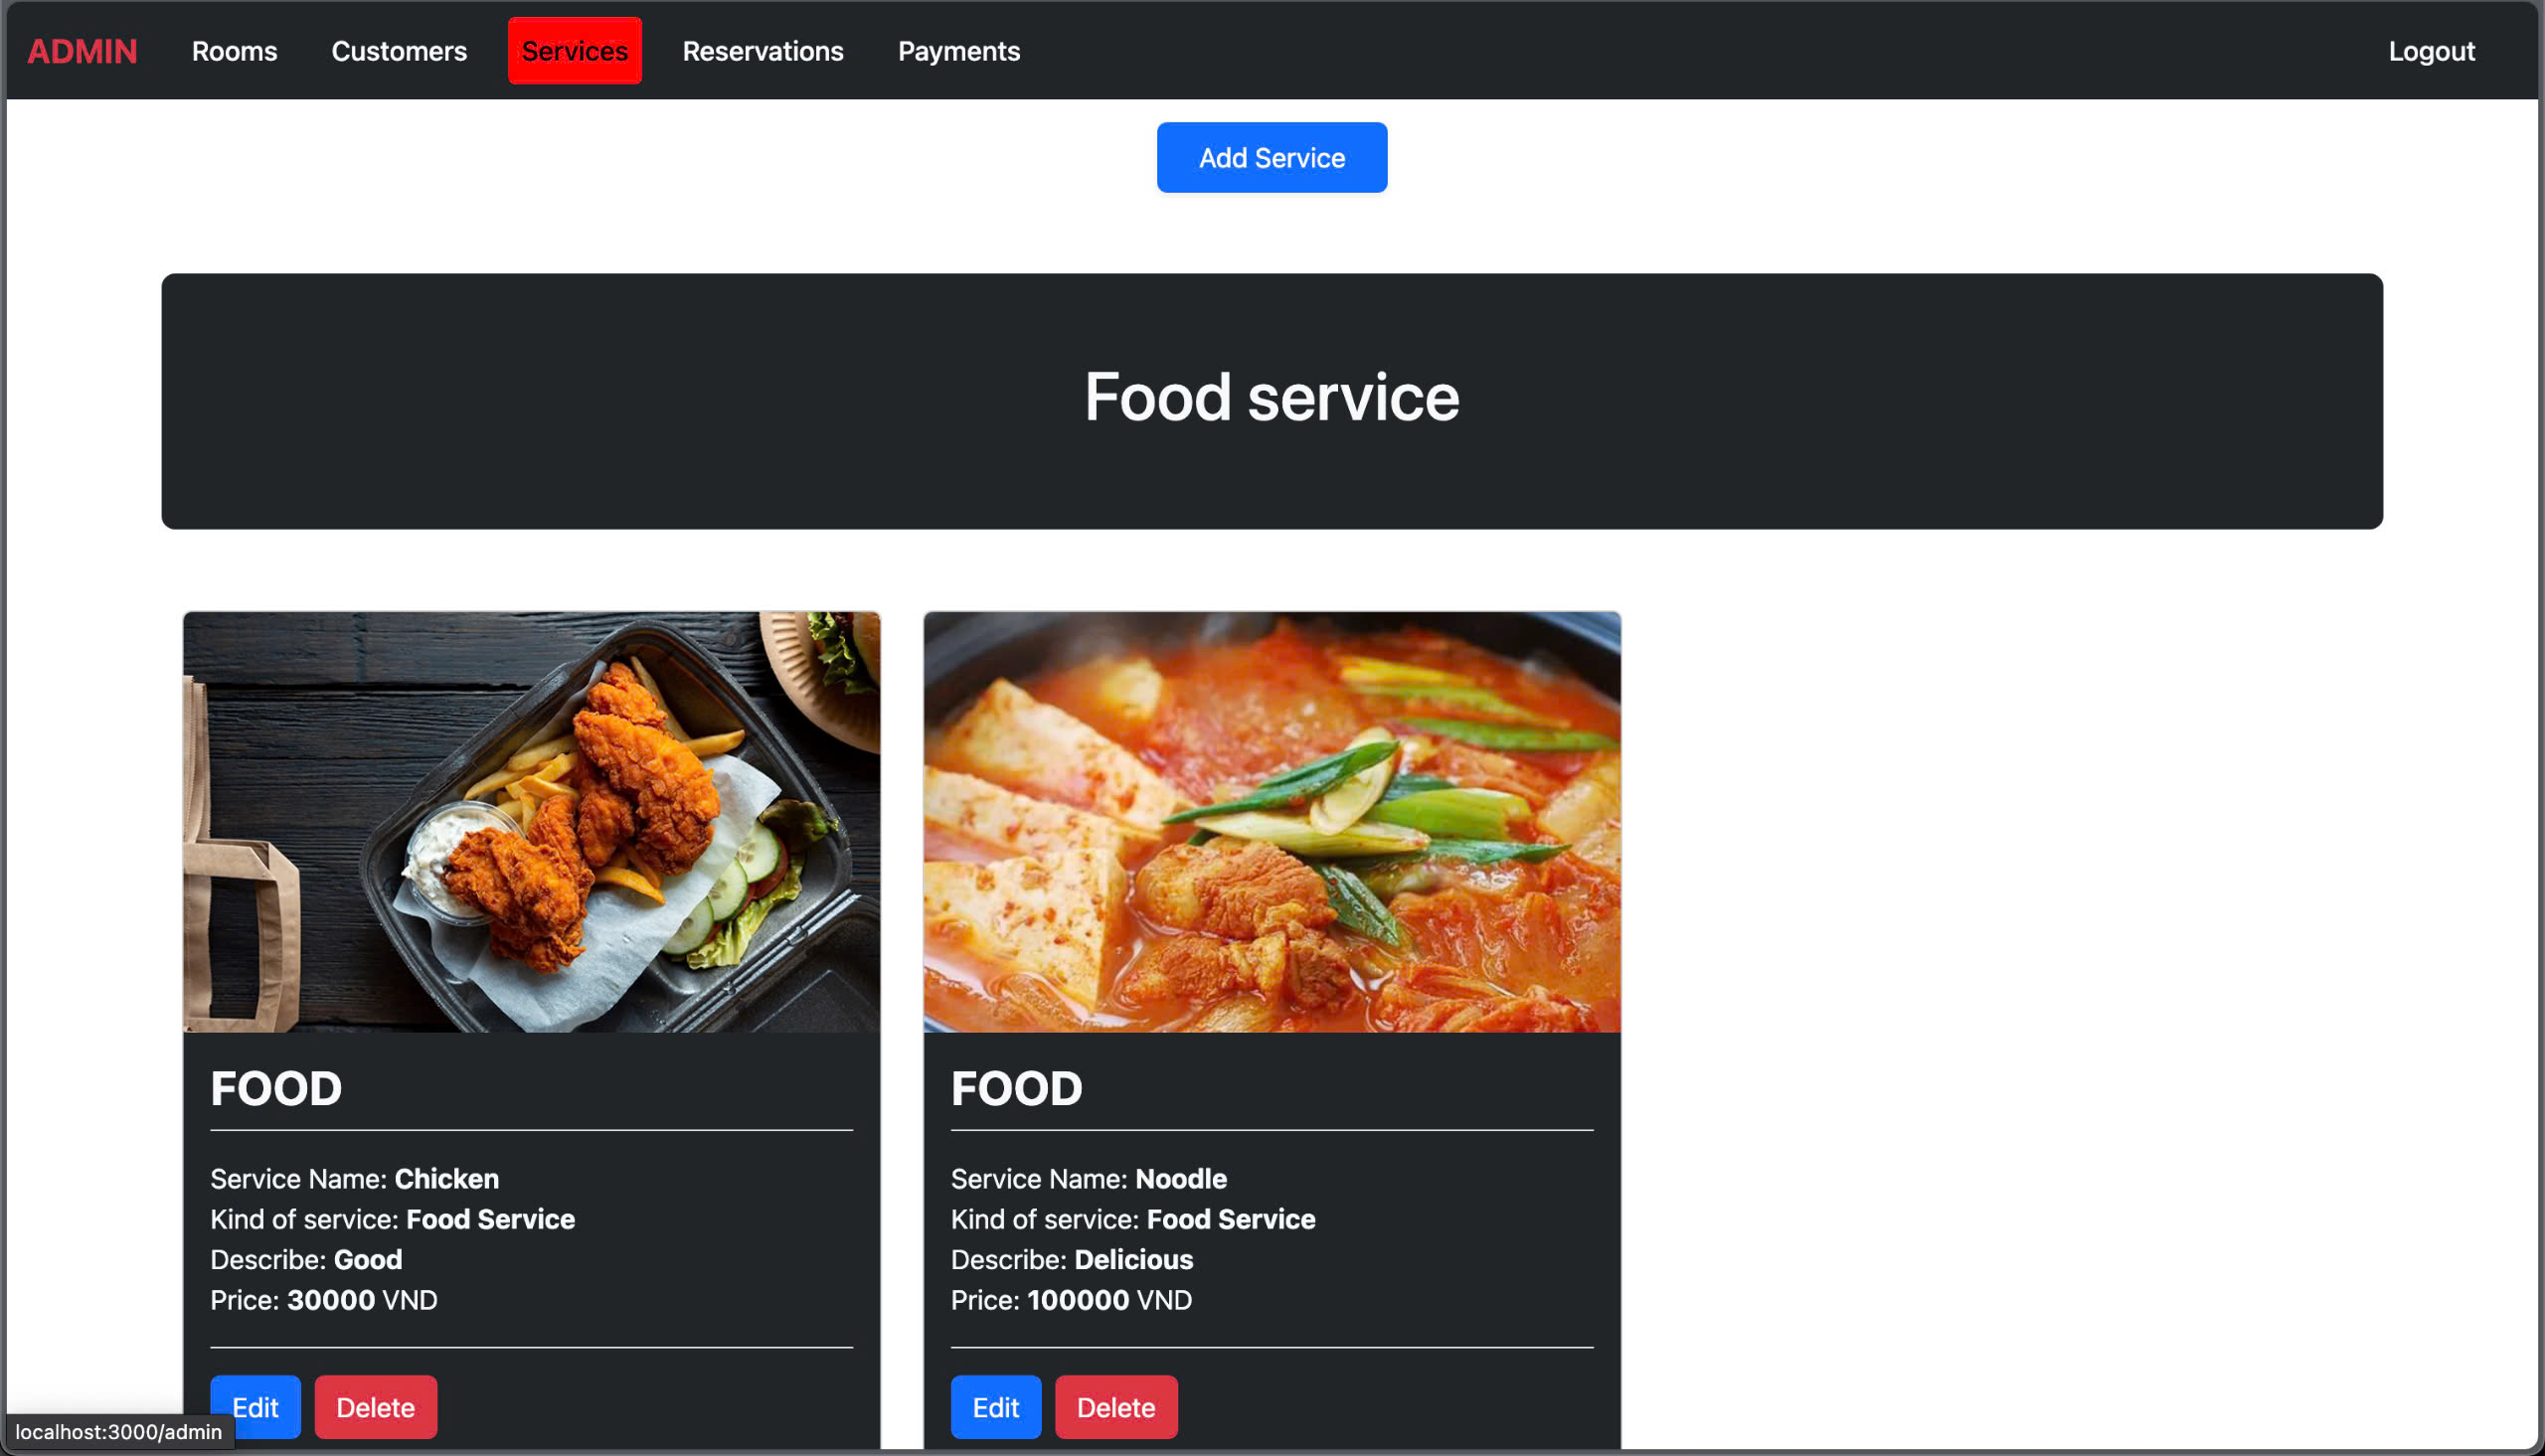 ADMIN Rooms Customers Services Reservations Payments Logout
Add Service
Food service
FOOD
Service Name: Chicken
Kind of service: Food Service
Describe: Good
Price: 30000 VND
Edit Delete
FOOD
Service Name: Noodle
Kind of service: Food Service
Describe: Delicious
Price: 100000 VND
Edit Delete
localhost:3000/admin